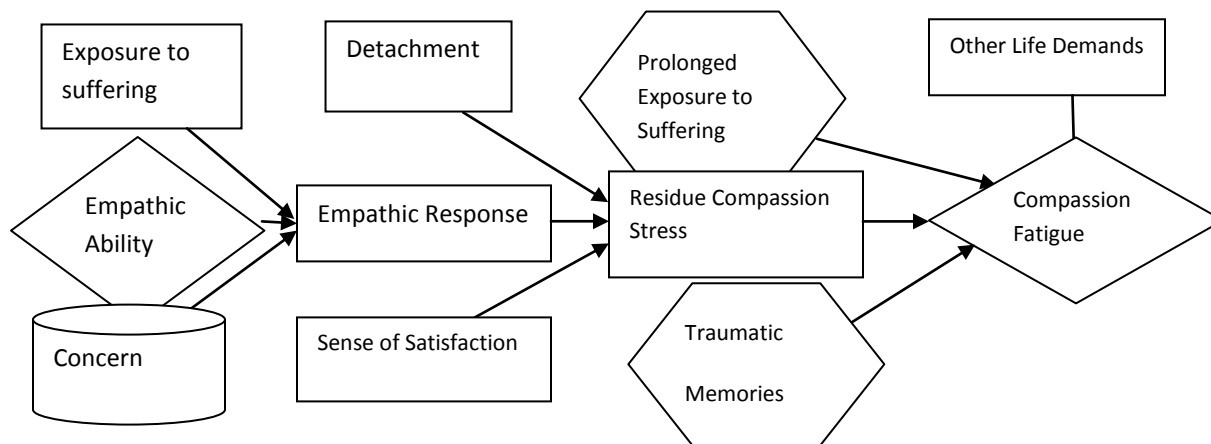 Exposure to
suffering
Detachment
Prolonged
Exposure to
Suffering
Other Life Demands
Empathic
Ability
Empathic Response
Residue Compassion
Stress
Compassion
Fatigue
Concern
Sense of Satisfaction
Traumatic
Memories